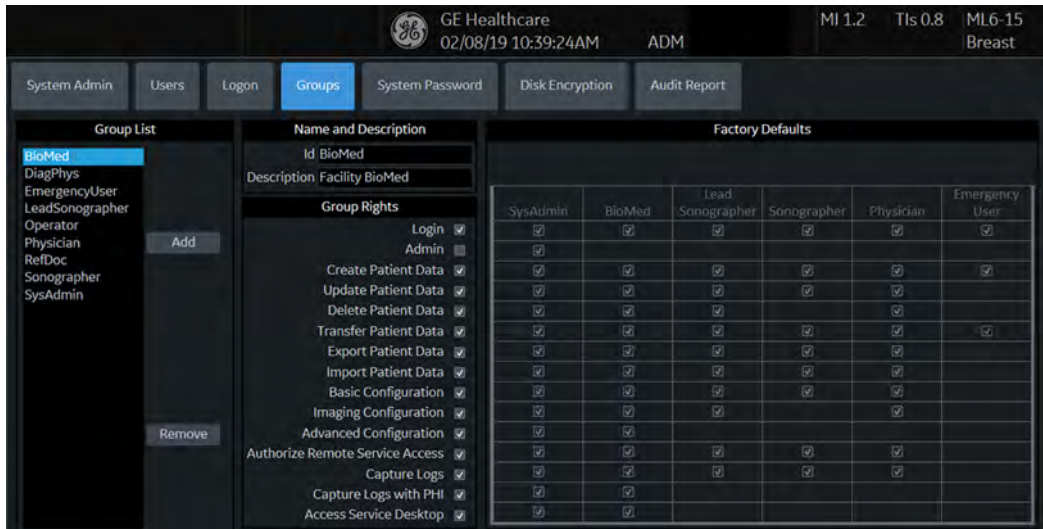 GE Healthcare
MI 1.2 TIs 0.8 ML6-15
02/08/19 10:39:24AM ADM Breast
System Admin Users Logon Groups System Password Disk Encryption Audit Report
Group List
BioMed
DiagPhys
EmergencyUser
LeadSonographer
Operator
Physician
RefDoc
Sonographer
SysAdmin
Add
Remove
Name and Description
Id BioMed
Description Facility BioMed
Group Rights
Login
Admin
Create Patient Data
Update Patient Data
Delete Patient Data
Transfer Patient Data
Export Patient Data
Import Patient Data
Basic Configuration
Imaging Configuration
Advanced Configuration
Authorize Remote Service Access
Capture Logs
Capture Logs with PHI
Access Service Desktop
Factory Defaults
SysAdmin BioMed Lead Sonographer Sonographer Physician Emergency User